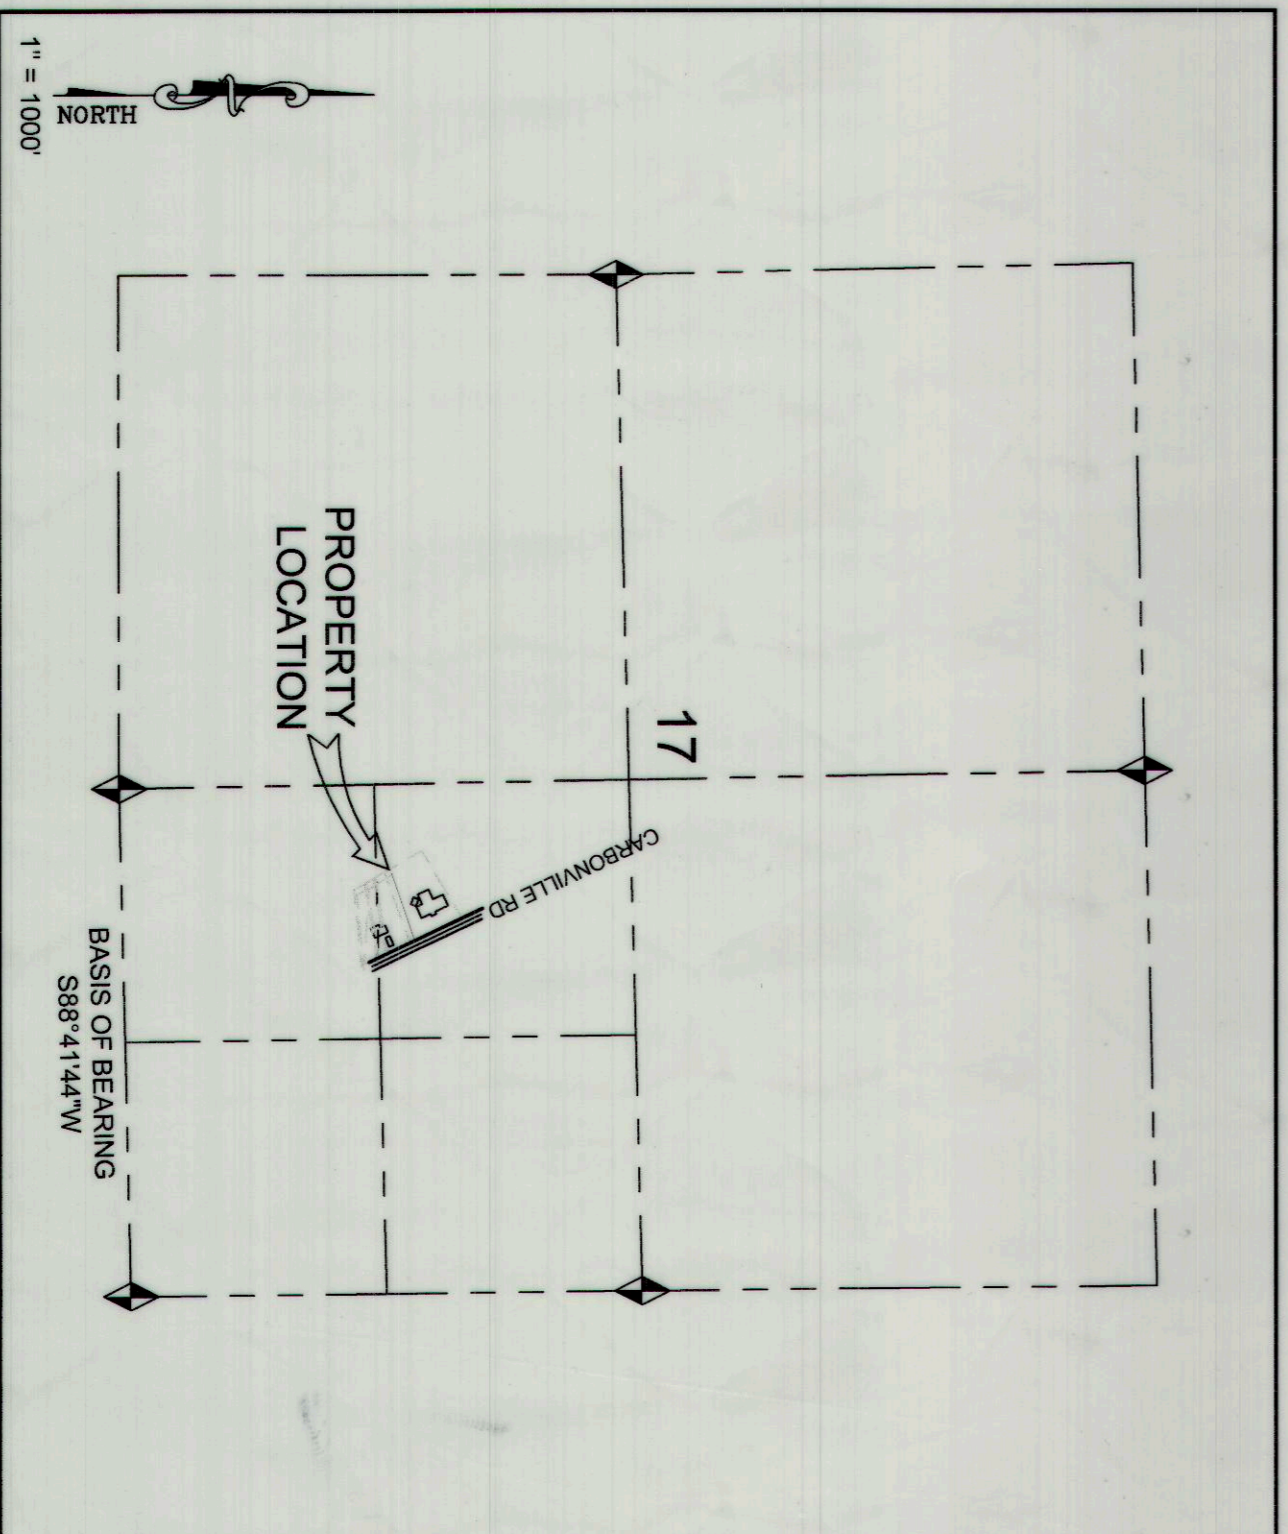 17
CARBONVILLE RD
PROPERTY
LOCATION
BASIS OF BEARING
S88°41'44"W
NORTH
1" = 1000'